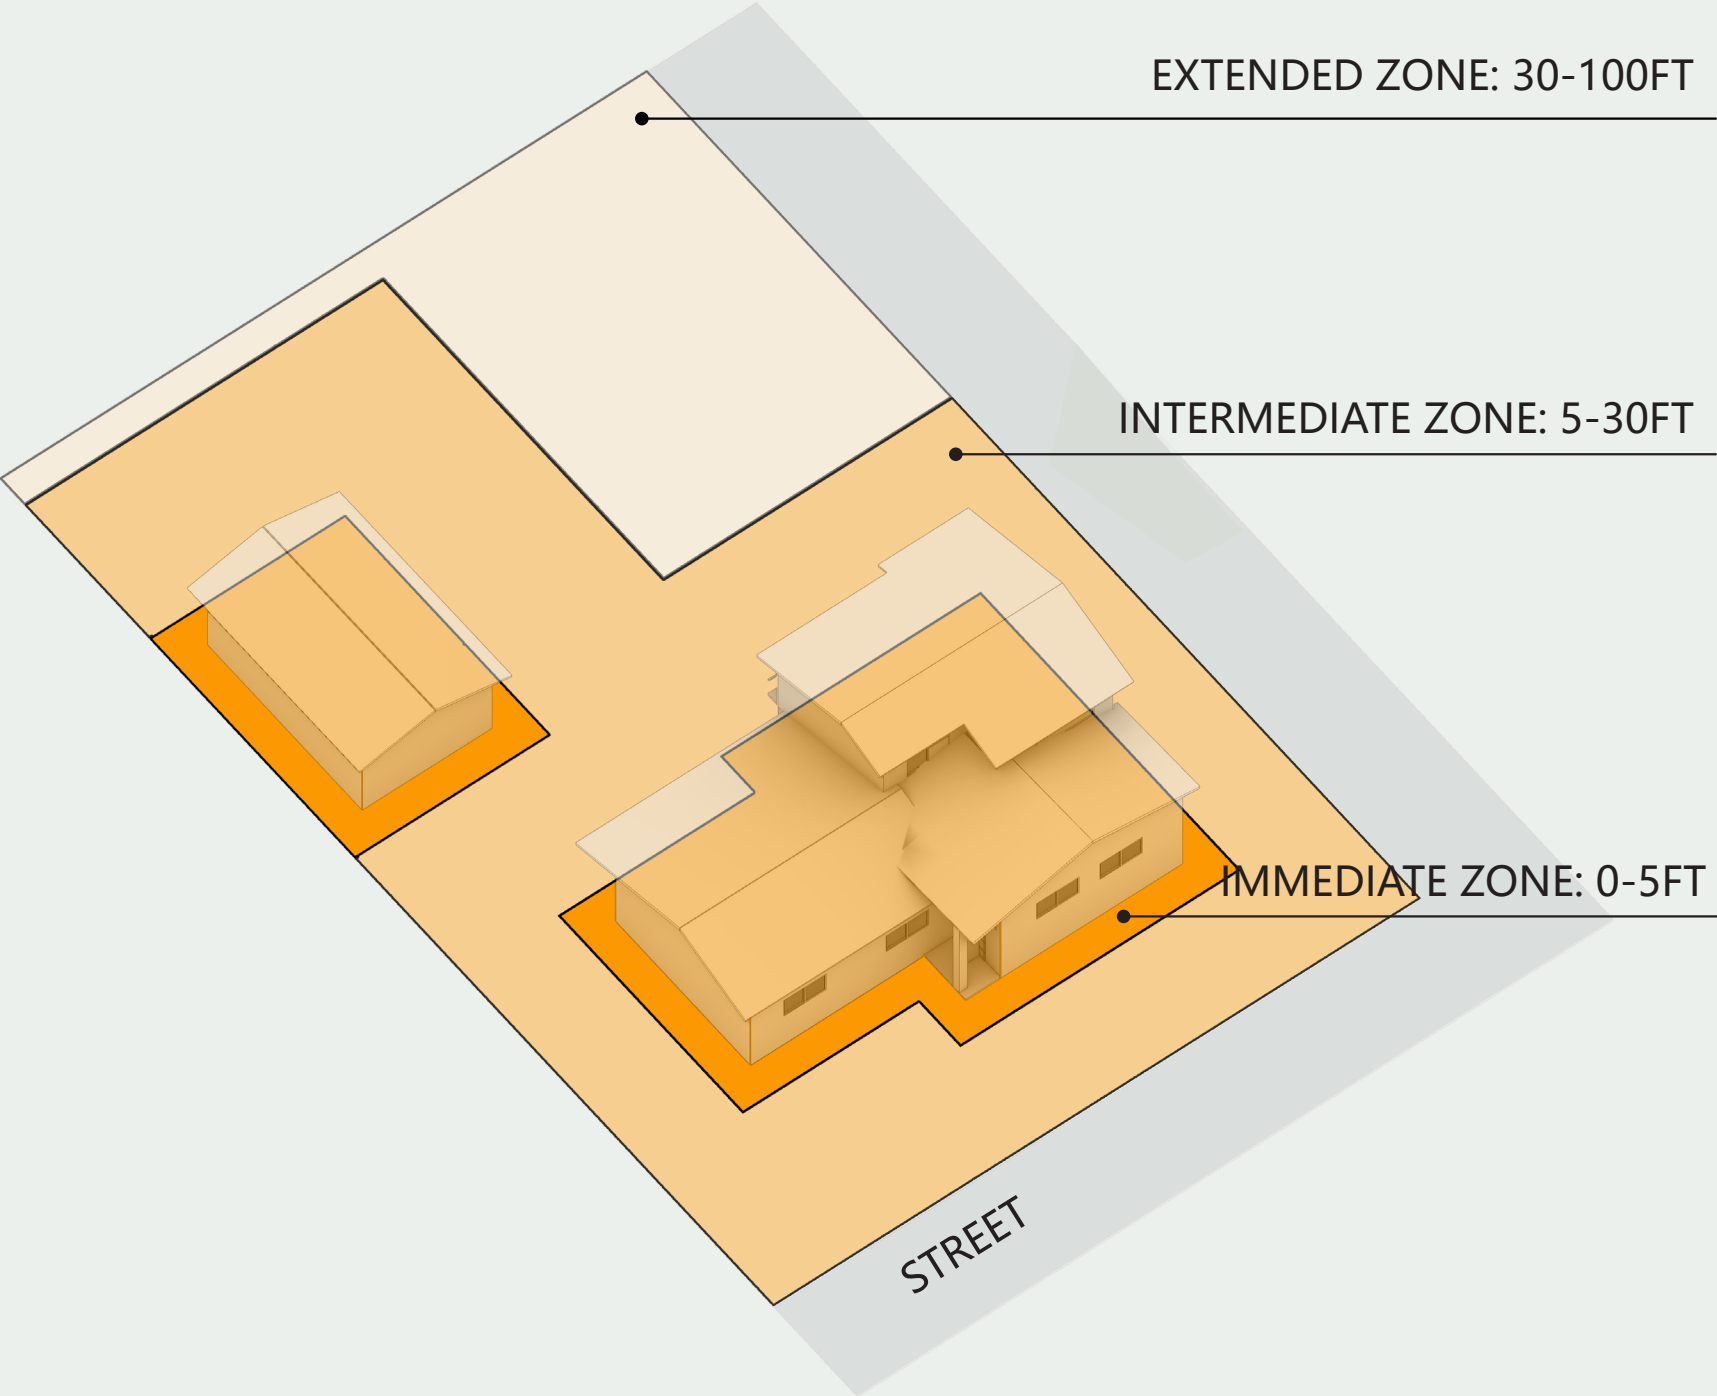 EXTENDED ZONE: 30-100FT
INTERMEDIATE ZONE: 5-30FT
IMMEDIATE ZONE: 0-5FT
STREET